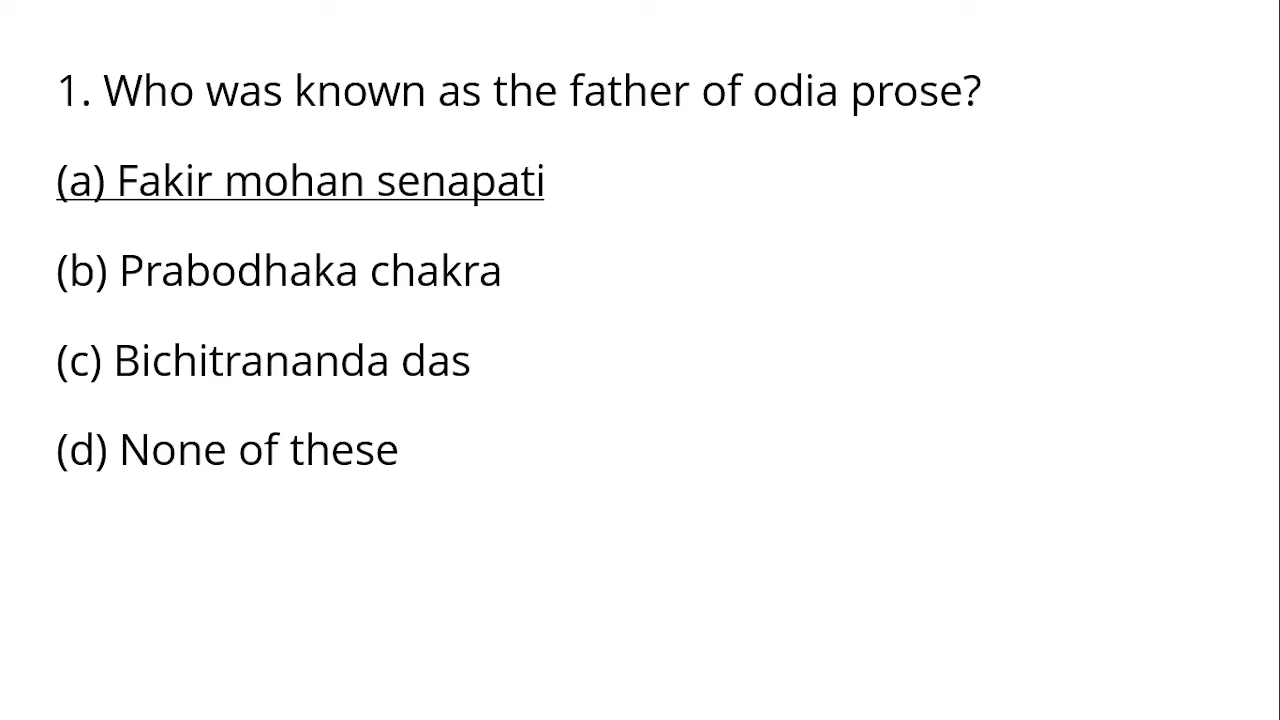 1. Who was known as the father of odia prose?
(a) Fakir mohan senapati
(b) Prabodhaka chakra
(c) Bichitrananda das
(d) None of these